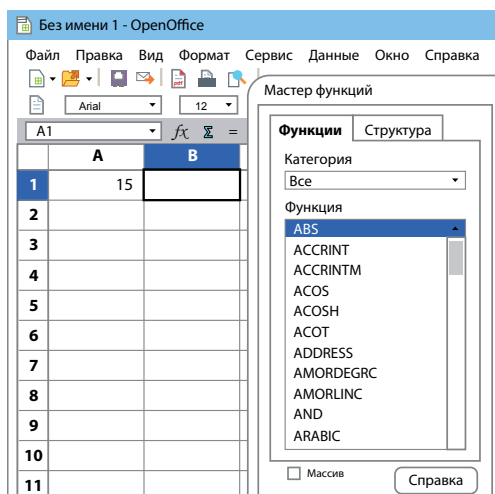 Без имени 1 - OpenOffice
Файл Правка Вид Формат Сервис Данные Окно Справка
pdf
Arial 12
Мастер функций
A1 fx Σ =
Функции Структура
A B
Категория
1 15
Все
2
Функция
ABS
3
ACCRINT
ACCRINTM
4
ACOS
5
ACOSH
ACOT
6
ADDRESS
7
AMORDEGRC
8
AMORLINC
9
AND
ARABIC
10
Массив Справка
11